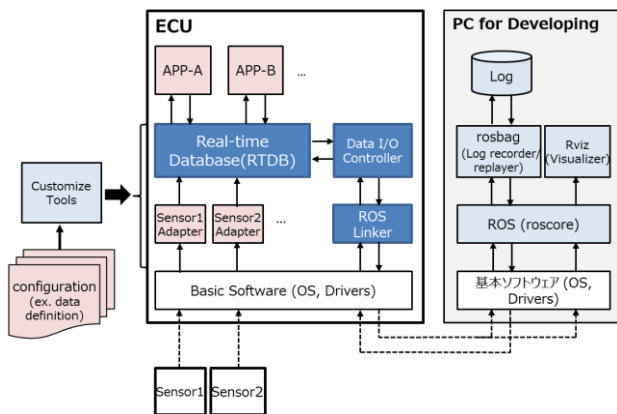 ECU
PC for Developing
APP-A
APP-B
...
Log
Real-time
Database(RTDB)
Data I/O
Controller
rosbag
(Log recorder/
replayer)
Rviz
(Visualizer)
Customize
Tools
Sensor1
Adapter
Sensor2
Adapter
...
ROS
Linker
ROS (roscore)
configuration
(ex. data
definition)
Basic Software (OS, Drivers)
基本ソフトウェア (OS,
Drivers)
Sensor1
Sensor2